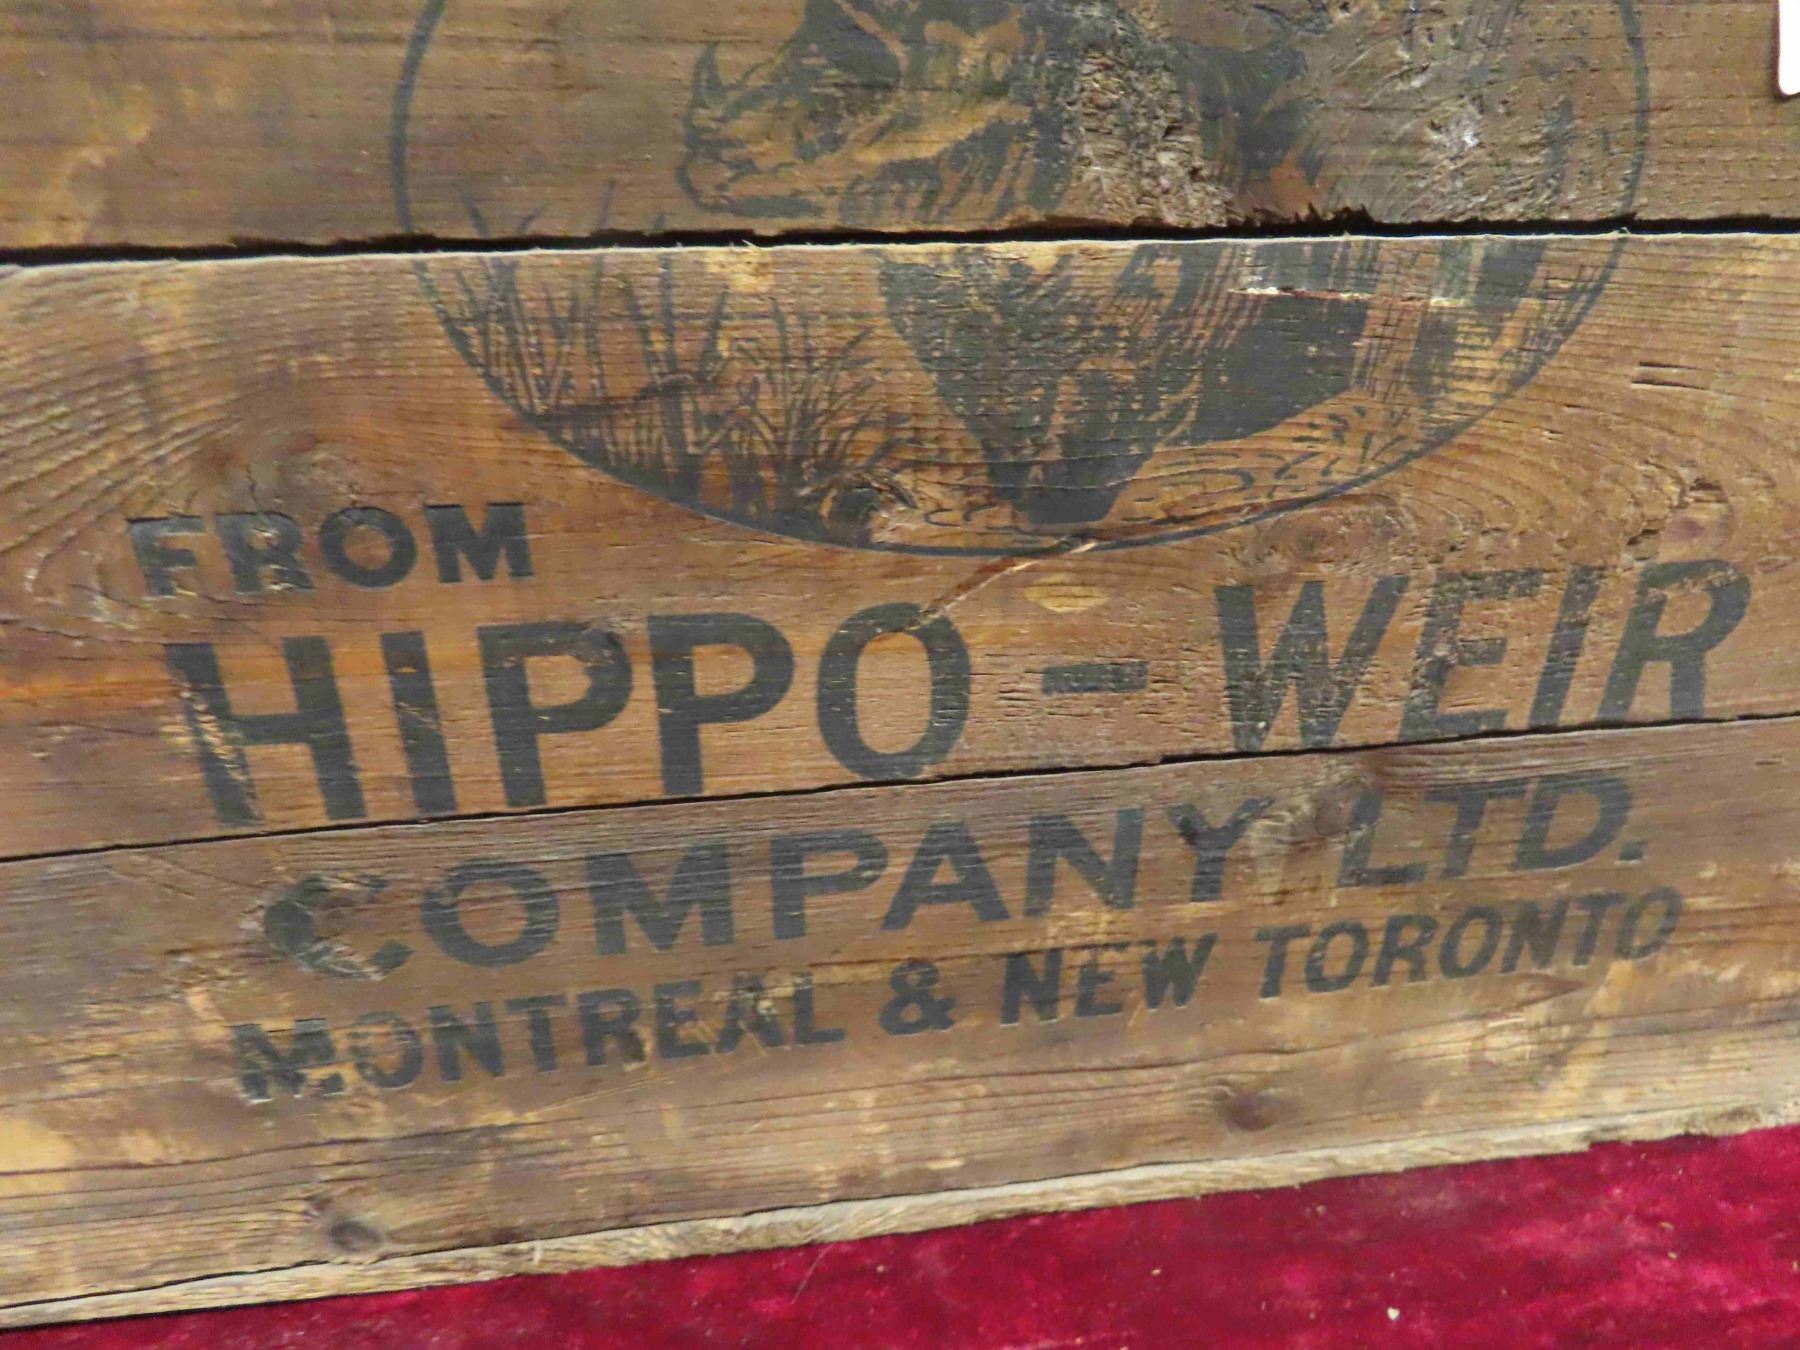 FROM
HIPPO - WEIR
COMPANY LTD.
MONTREAL & NEW TORONTO